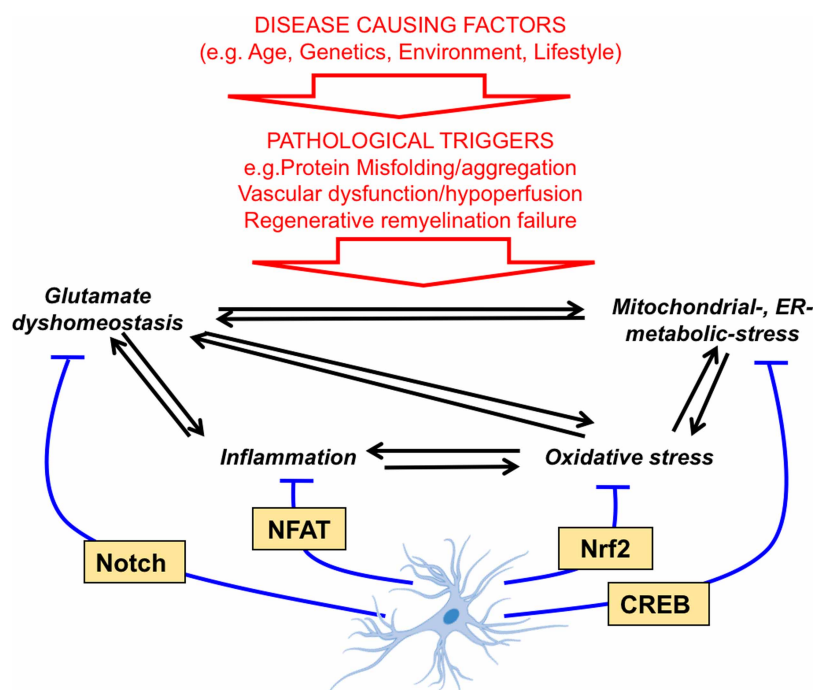 DISEASE CAUSING FACTORS
(e.g. Age, Genetics, Environment, Lifestyle)
PATHOLOGICAL TRIGGERS
e.g.Protein Misfolding/aggregation
Vascular dysfunction/hypoperfusion
Regenerative remyelination failure
Glutamate
dyshomeostasis
Mitochondrial-, ER-
metabolic-stress
Inflammation
Oxidative stress
NFAT
Nrf2
Notch
CREB